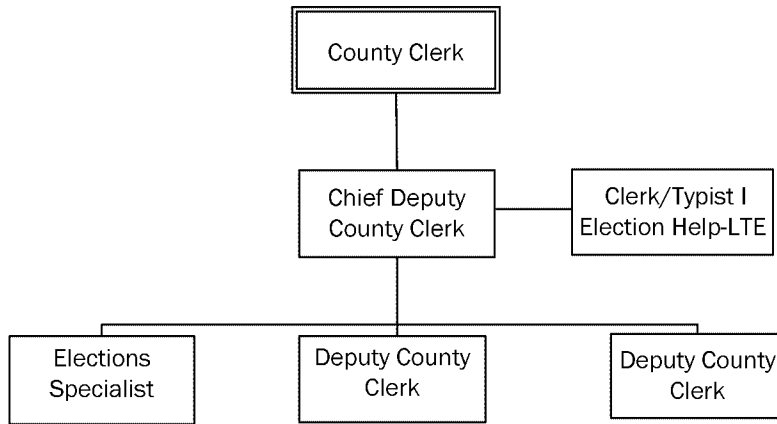 County Clerk
Chief Deputy
County Clerk
Clerk/Typist I
Election Help-LTE
Elections
Specialist
Deputy County
Clerk
Deputy County
Clerk